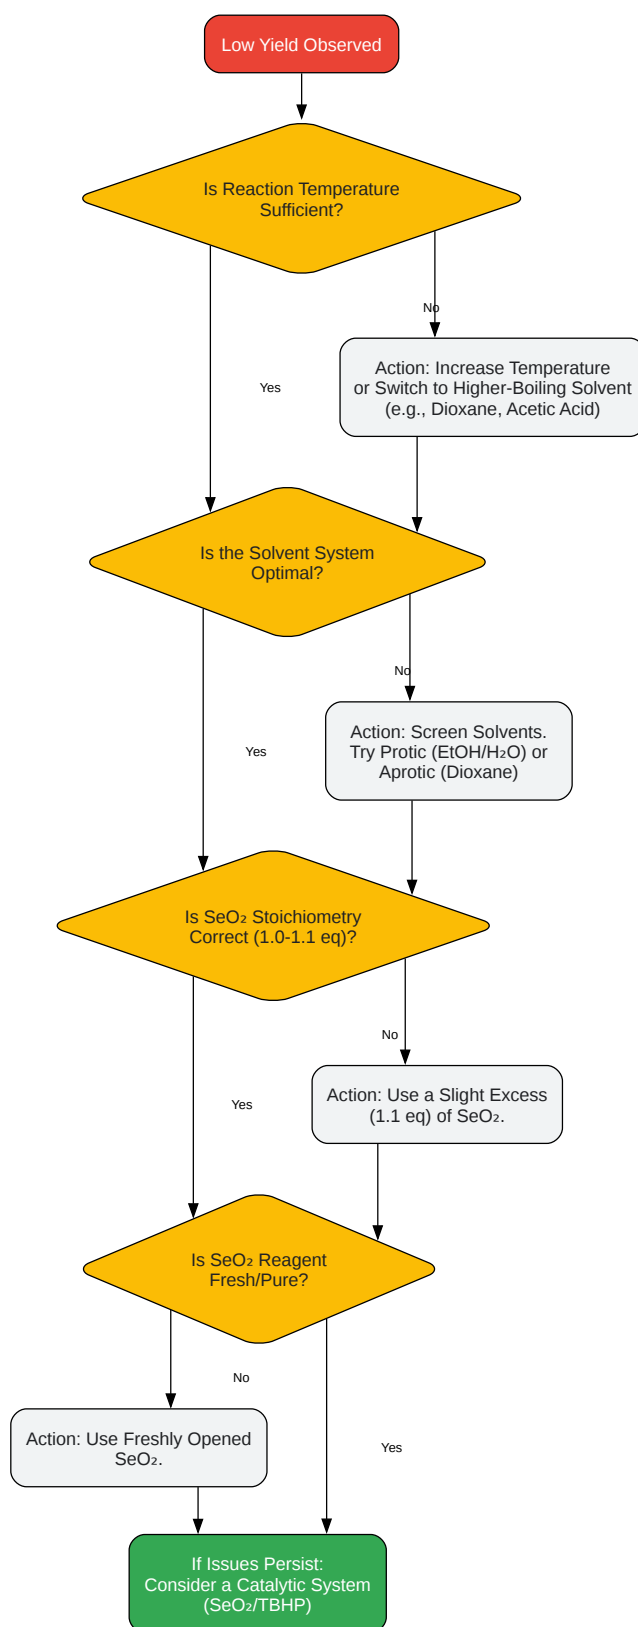 Low Yield Observed
Is Reaction Temperature
Sufficient?
No
Action: Increase Temperature
or Switch to Higher-Boiling Solvent
(e.g., Dioxane, Acetic Acid)
Yes
Is the Solvent System
Optimal?
No
Action: Screen Solvents.
Try Protic (EtOH/H₂O) or
Aprotic (Dioxane)
Yes
Is SeO₂ Stoichiometry
Correct (1.0-1.1 eq)?
No
Action: Use a Slight Excess
(1.1 eq) of SeO₂.
Yes
Is SeO₂ Reagent
Fresh/Pure?
No
Action: Use Freshly Opened
SeO₂.
Yes
If Issues Persist:
Consider a Catalytic System
(SeO₂/TBHP)